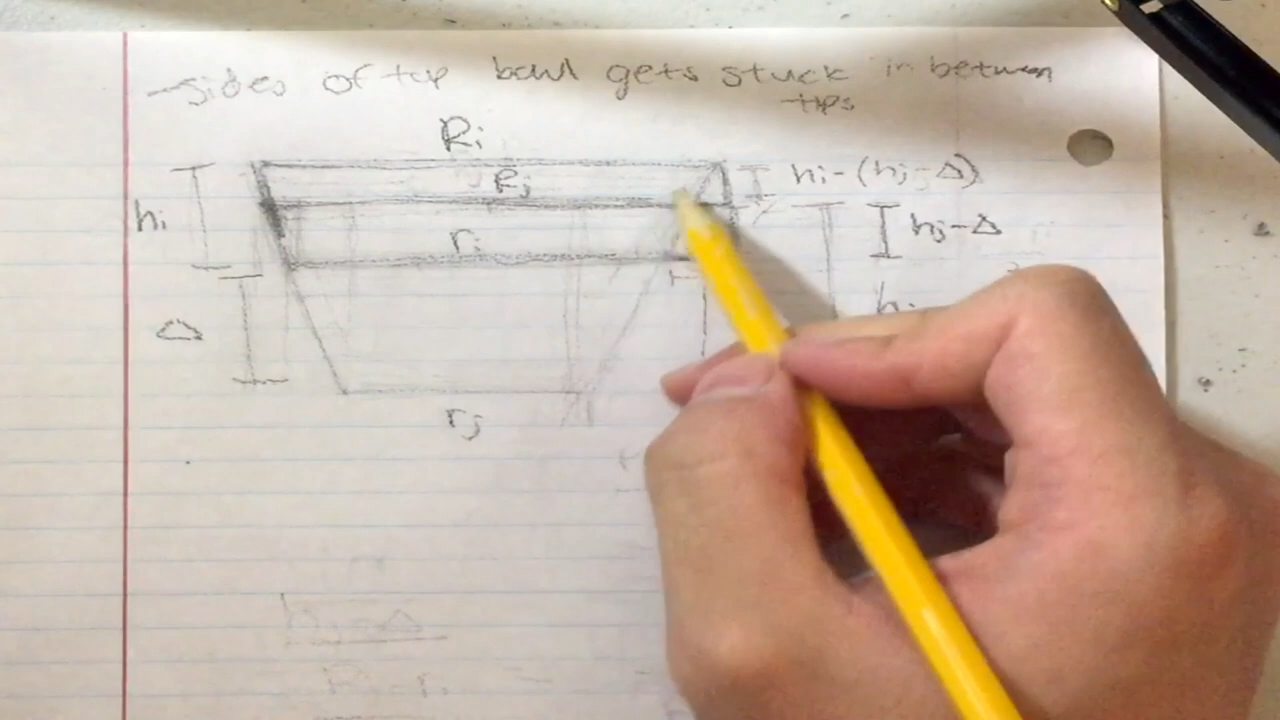 -sides of top bowl gets stuck in between
tips
Ri
Rj
hi-(hj-Δ)
hi
ri
hj-Δ
Δ
rj